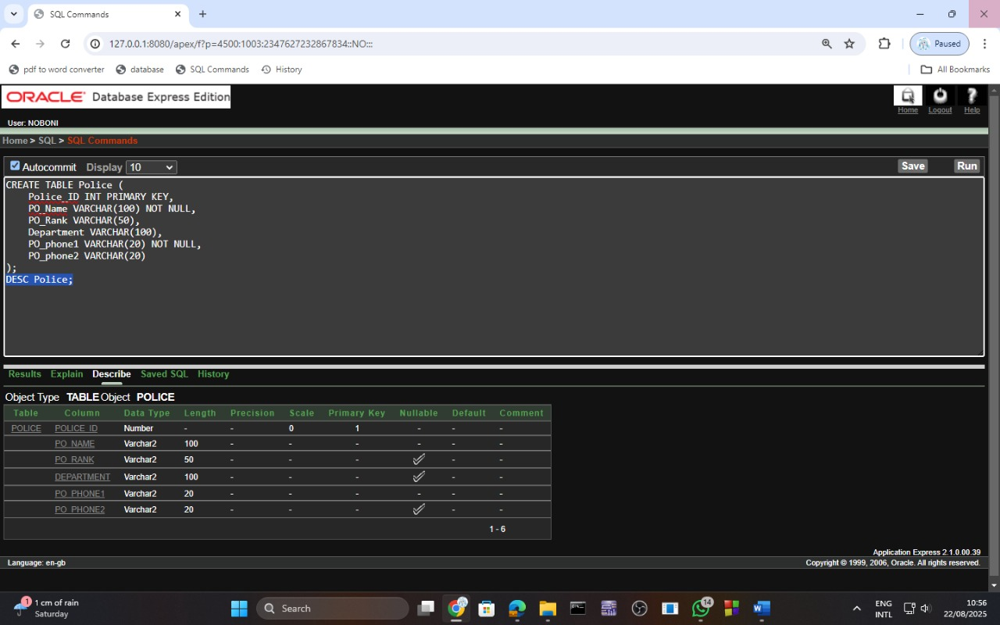 SQL Commands
127.0.0.1:8080/apex/f?p=4500:1003:2347627232867834::NO:::
Paused
pdf to word converter database SQL Commands History All Bookmarks
ORACLE Database Express Edition
Home Logout Help
User: NOBONI
Home > SQL > SQL Commands
Autocommit Display 10 Save Run
CREATE TABLE Police (
    Police_ID INT PRIMARY KEY,
    PO_Name VARCHAR(100) NOT NULL,
    PO_Rank VARCHAR(50),
    Department VARCHAR(100),
    PO_phone1 VARCHAR(20) NOT NULL,
    PO_phone2 VARCHAR(20)
);
DESC Police;
Results Explain Describe Saved SQL History
Object Type TABLE Object POLICE
Table Column Data Type Length Precision Scale Primary Key Nullable Default Comment
POLICE POLICE_ID Number - - 0 1 - - -
PO_NAME Varchar2 100 - - - - - -
PO_RANK Varchar2 50 - - - ✓ - -
DEPARTMENT Varchar2 100 - - - ✓ - -
PO_PHONE1 Varchar2 20 - - - - - -
PO_PHONE2 Varchar2 20 - - - ✓ - -
1 - 6
Application Express 2.1.0.00.39
Language: en-gb Copyright © 1999, 2006, Oracle. All rights reserved.
1
1 cm of rain
Saturday
Search
14
ENG
INTL
10:56
22/08/2025